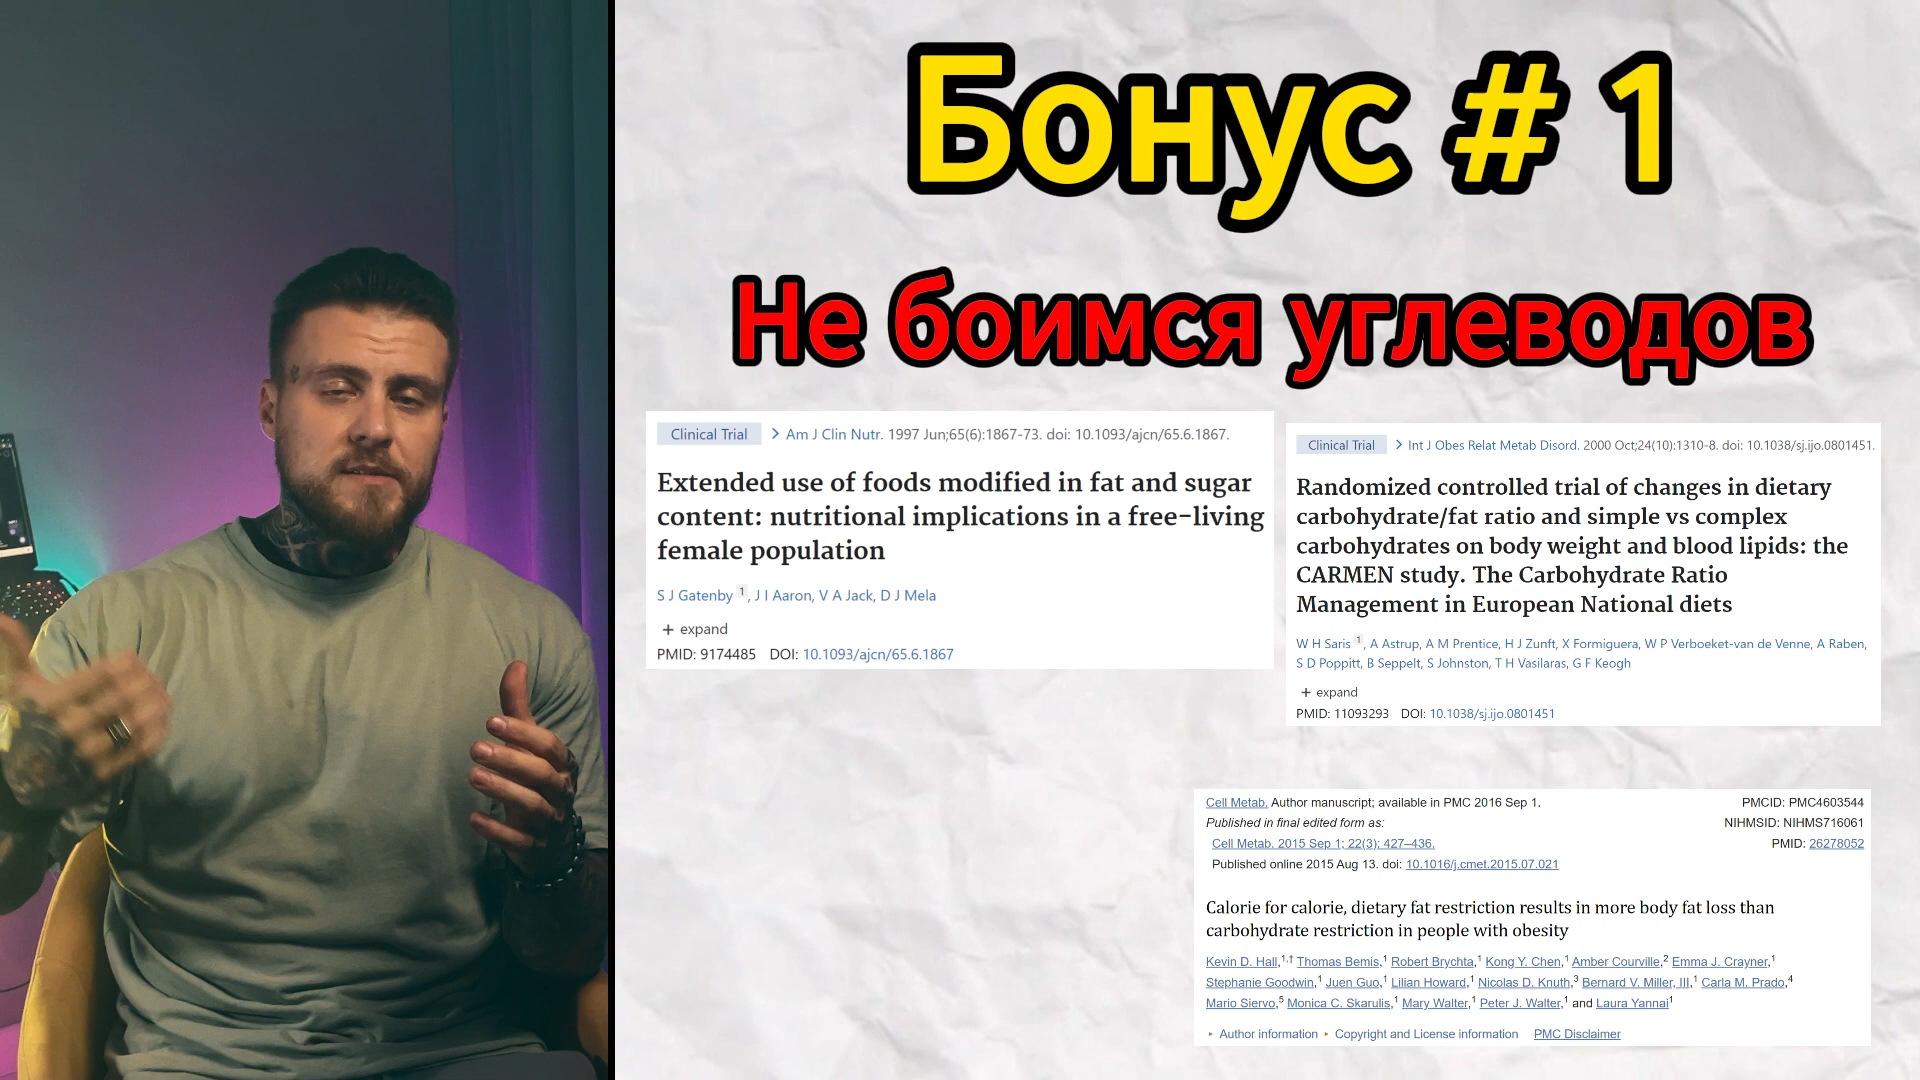 Бонус # 1
Не боимся углеводов
Clinical Trial > Am J Clin Nutr. 1997 Jun;65(6):1867-73. doi: 10.1093/ajcn/65.6.1867.
Extended use of foods modified in fat and sugar
content: nutritional implications in a free-living
female population
S J Gatenby 1, J I Aaron, V A Jack, D J Mela
+ expand
PMID: 9174485 DOI: 10.1093/ajcn/65.6.1867
Clinical Trial > Int J Obes Relat Metab Disord. 2000 Oct;24(10):1310-8. doi: 10.1038/sj.ijo.0801451.
Randomized controlled trial of changes in dietary
carbohydrate/fat ratio and simple vs complex
carbohydrates on body weight and blood lipids: the
CARMEN study. The Carbohydrate Ratio
Management in European National diets
W H Saris 1, A Astrup, A M Prentice, H J Zunft, X Formiguera, W P Verboeket-van de Venne, A Raben,
S D Poppitt, B Seppelt, S Johnston, T H Vasilaras, G F Keogh
+ expand
PMID: 11093293 DOI: 10.1038/sj.ijo.0801451
Cell Metab. Author manuscript; available in PMC 2016 Sep 1. PMCID: PMC4603544
Published in final edited form as: NIHMSID: NIHMS716061
Cell Metab. 2015 Sep 1; 22(3): 427–436. PMID: 26278052
Published online 2015 Aug 13. doi: 10.1016/j.cmet.2015.07.021
Calorie for calorie, dietary fat restriction results in more body fat loss than
carbohydrate restriction in people with obesity
Kevin D. Hall,1,† Thomas Bemis,1 Robert Brychta,1 Kong Y. Chen,1 Amber Courville,2 Emma J. Crayner,1
Stephanie Goodwin,1 Juen Guo,1 Lilian Howard,1 Nicolas D. Knuth,3 Bernard V. Miller, III,1 Carla M. Prado,4
Mario Siervo,5 Monica C. Skarulis,1 Mary Walter,1 Peter J. Walter,1 and Laura Yannai1
▸ Author information ▸ Copyright and License information PMC Disclaimer